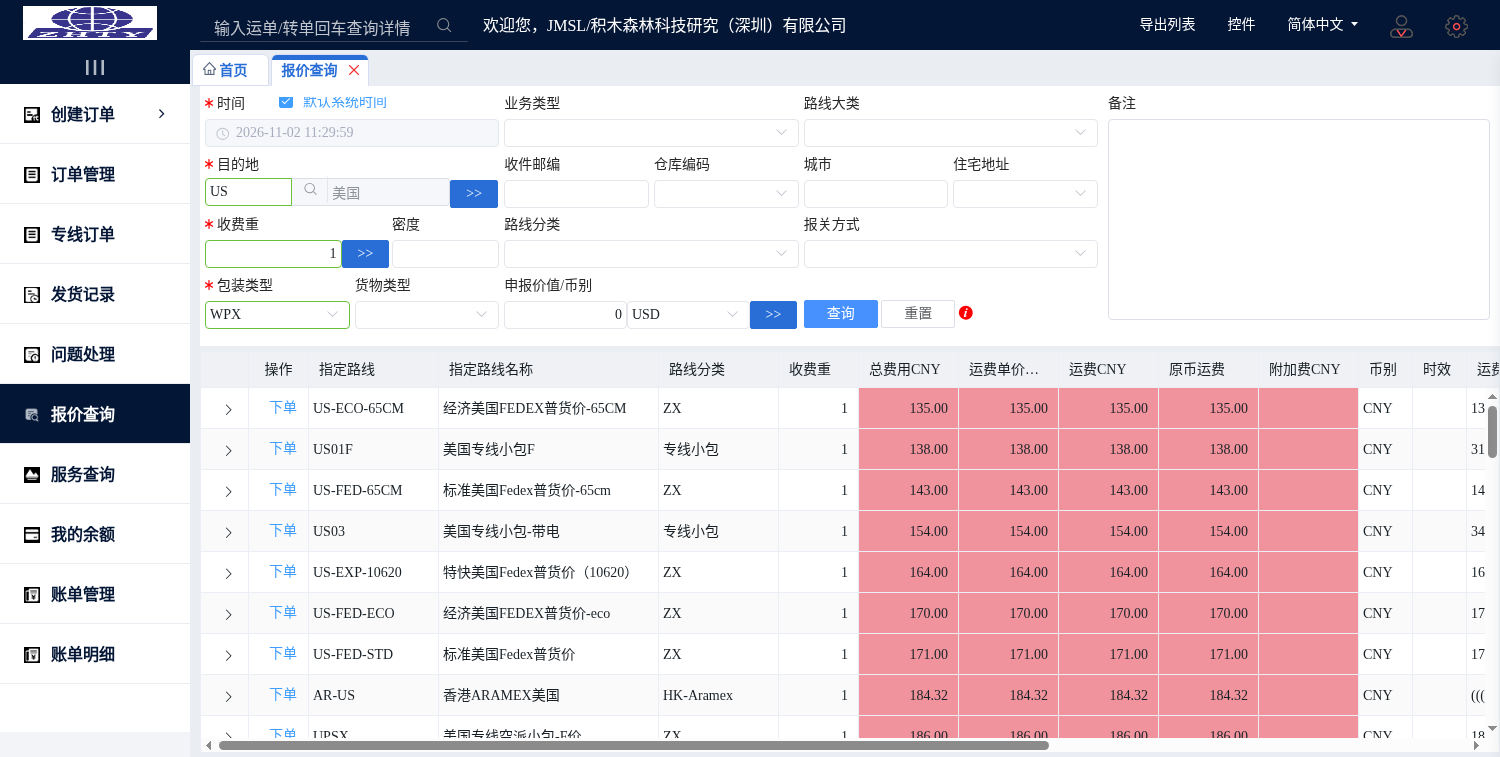 ZHTY
输入运单/转单回车查询详情
欢迎您，JMSL/积木森林科技研究（深圳）有限公司
导出列表 控件 简体中文
首页 报价查询
创建订单
订单管理
专线订单
发货记录
问题处理
报价查询
服务查询
我的余额
账单管理
账单明细
* 时间 默认系统时间 业务类型 路线大类 备注
2026-11-02 11:29:59
* 目的地 收件邮编 仓库编码 城市 住宅地址
US 美国 >>
* 收费重 密度 路线分类 报关方式
1 >>
* 包装类型 货物类型 申报价值/币别
WPX 0 USD >> 查询 重置
操作 指定路线 指定路线名称 路线分类 收费重 总费用CNY 运费单价… 运费CNY 原币运费 附加费CNY 币别 时效 运费
下单 US-ECO-65CM 经济美国FEDEX普货价-65CM ZX 1 135.00 135.00 135.00 135.00 CNY 13
下单 US01F 美国专线小包F 专线小包 1 138.00 138.00 138.00 138.00 CNY 31
下单 US-FED-65CM 标准美国Fedex普货价-65cm ZX 1 143.00 143.00 143.00 143.00 CNY 14
下单 US03 美国专线小包-带电 专线小包 1 154.00 154.00 154.00 154.00 CNY 34
下单 US-EXP-10620 特快美国Fedex普货价（10620） ZX 1 164.00 164.00 164.00 164.00 CNY 16
下单 US-FED-ECO 经济美国FEDEX普货价-eco ZX 1 170.00 170.00 170.00 170.00 CNY 17
下单 US-FED-STD 标准美国Fedex普货价 ZX 1 171.00 171.00 171.00 171.00 CNY 17
下单 AR-US 香港ARAMEX美国 HK-Aramex 1 184.32 184.32 184.32 184.32 CNY (((
下单 UPSX 美国专线空派小包-F价 ZX 1 186.00 186.00 186.00 186.00 CNY 18